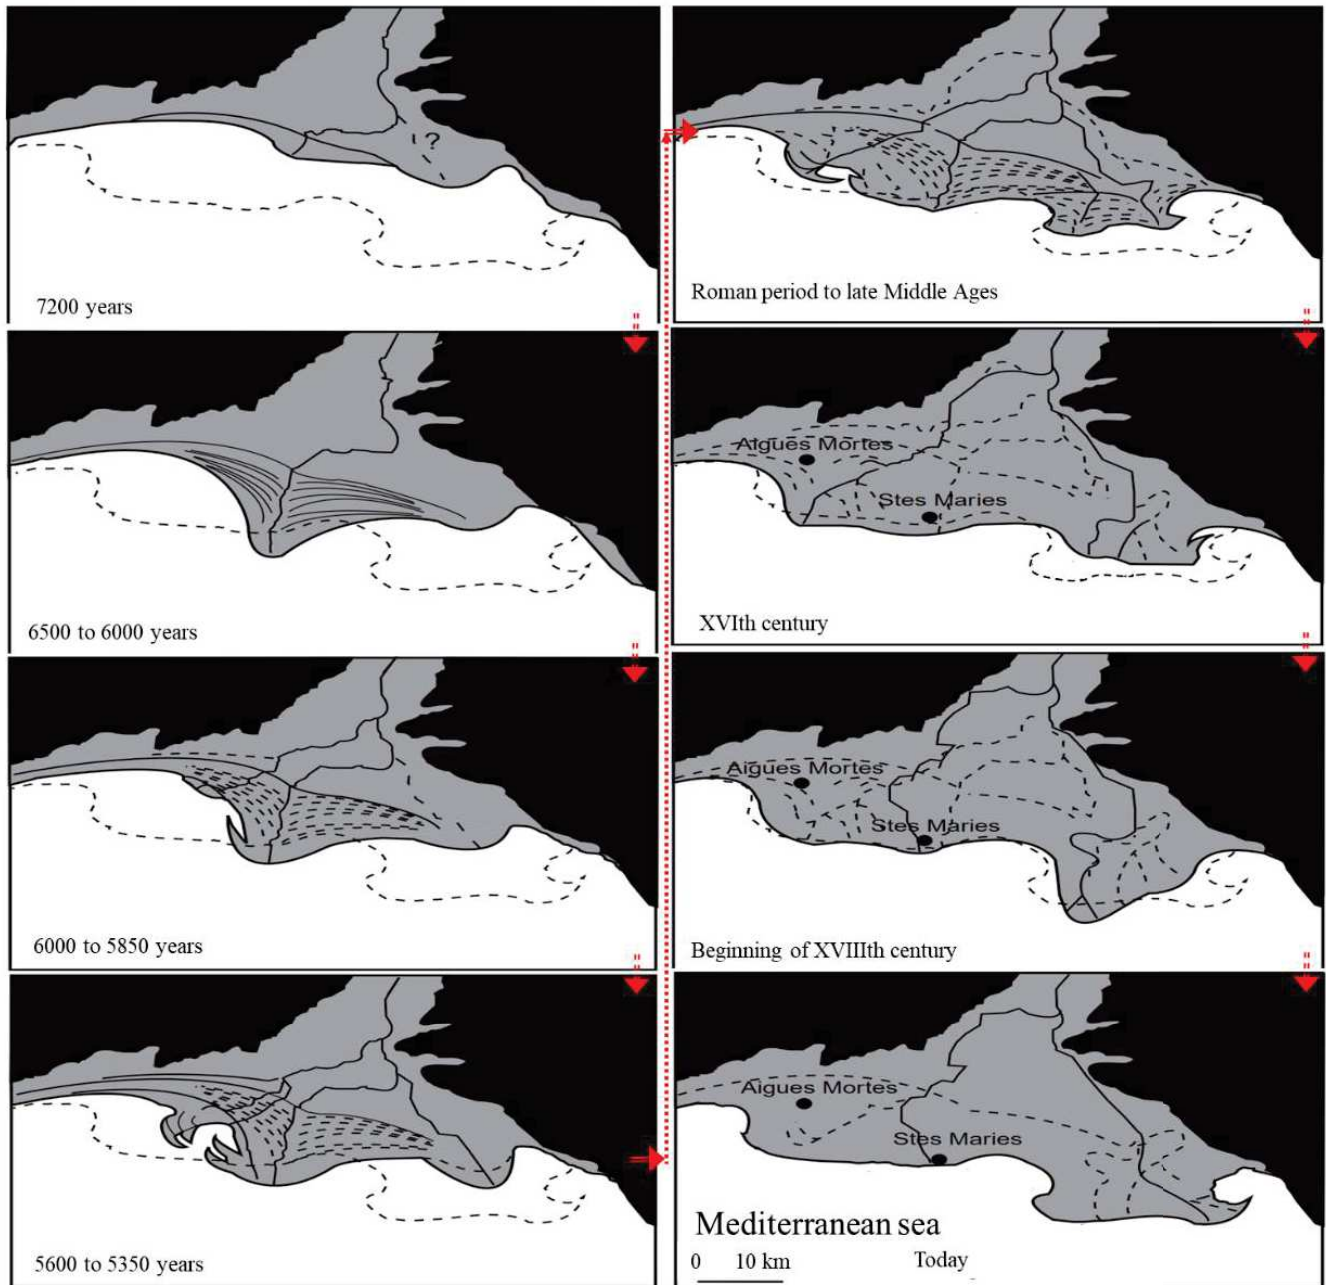 7200 years
6500 to 6000 years
6000 to 5850 years
5600 to 5350 years
Roman period to late Middle Ages
Aigues Mortes
Stes Maries
XVIth century
Aigues Mortes
Stes Maries
Beginning of XVIIIth century
Aigues Mortes
Stes Maries
Mediterranean sea
0 10 km Today
?